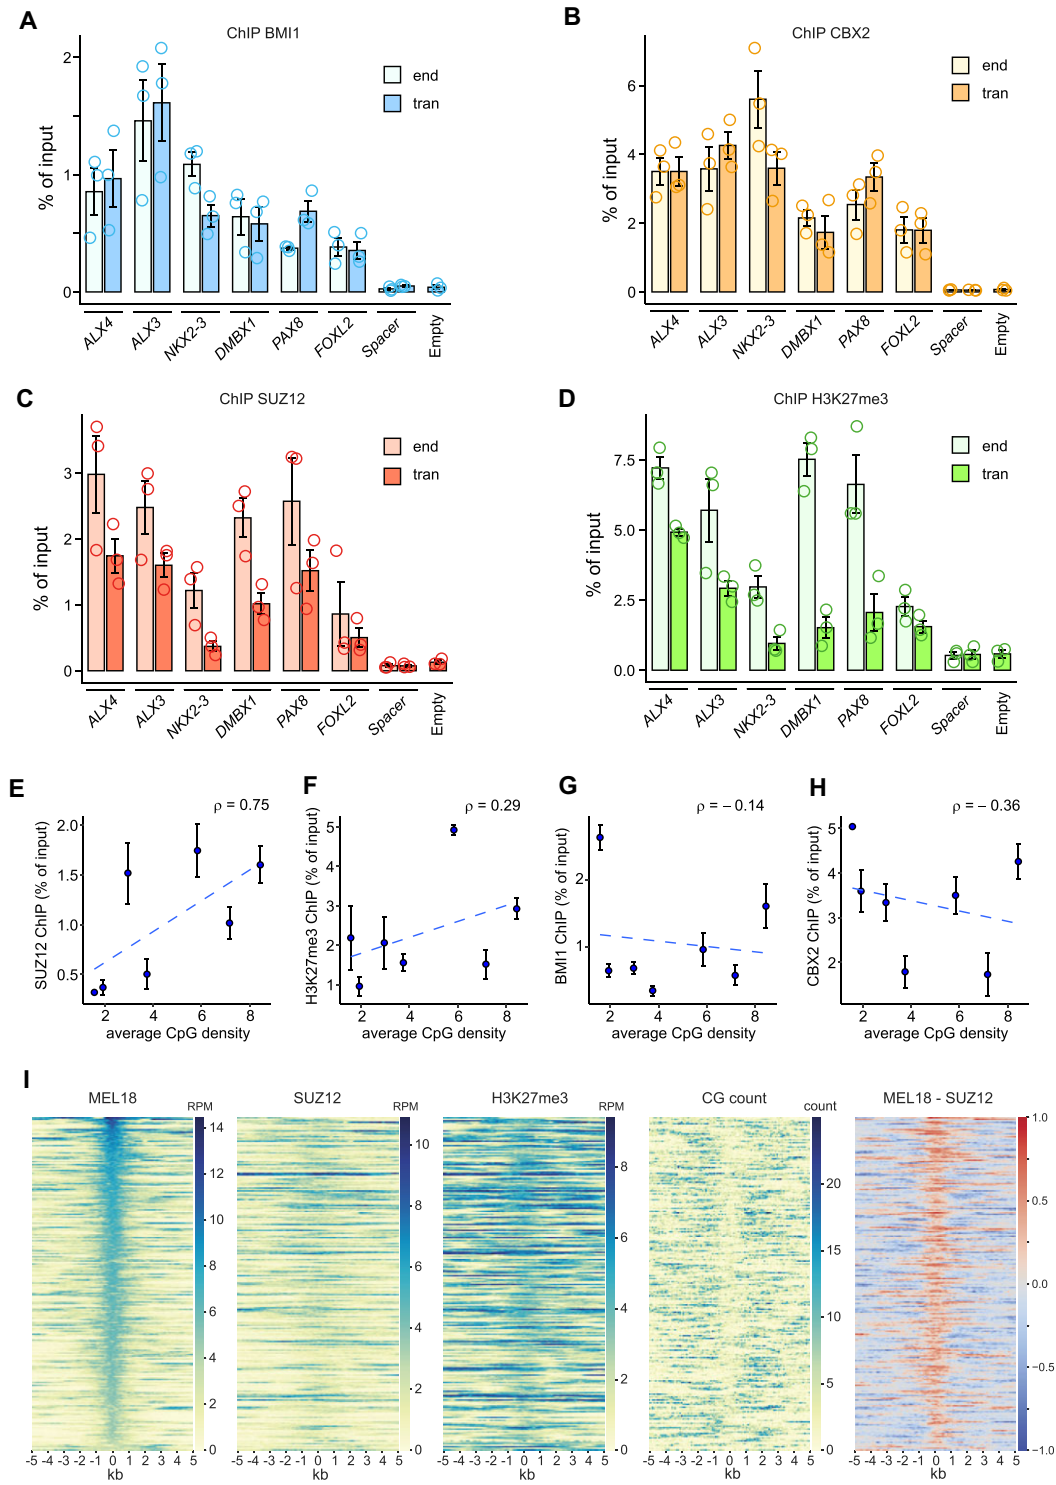 A
ChIP BMI1
% of input
2
1
0
end
tran
ALX4
ALX3
NKX2-3
DMBX1
PAX8
FOXL2
Spacer
Empty
B
ChIP CBX2
% of input
6
4
2
0
end
tran
ALX4
ALX3
NKX2-3
DMBX1
PAX8
FOXL2
Spacer
Empty
C
ChIP SUZ12
% of input
3
2
1
0
end
tran
ALX4
ALX3
NKX2-3
DMBX1
PAX8
FOXL2
Spacer
Empty
D
ChIP H3K27me3
% of input
7.5
5.0
2.5
0.0
end
tran
ALX4
ALX3
NKX2-3
DMBX1
PAX8
FOXL2
Spacer
Empty
E
ρ = 0.75
SUZ12 ChIP (% of input)
2.0
1.5
1.0
0.5
2 4 6 8
average CpG density
F
ρ = 0.29
H3K27me3 ChIP (% of input)
5
4
3
2
1
2 4 6 8
average CpG density
G
ρ = − 0.14
BMI1 ChIP (% of input)
2
1
2 4 6 8
average CpG density
H
ρ = − 0.36
CBX2 ChIP (% of input)
5
4
3
2
2 4 6 8
average CpG density
I
MEL18
RPM
14
12
10
8
6
4
2
0
-5 -4 -3 -2 -1 0 1 2 3 4 5
kb
SUZ12
RPM
10
8
6
4
2
0
-5 -4 -3 -2 -1 0 1 2 3 4 5
kb
H3K27me3
RPM
8
6
4
2
0
-5 -4 -3 -2 -1 0 1 2 3 4 5
kb
CG count
count
20
15
10
5
0
-5 -4 -3 -2 -1 0 1 2 3 4 5
kb
MEL18 - SUZ12
1.0
0.5
0.0
−0.5
−1.0
-5 -4 -3 -2 -1 0 1 2 3 4 5
kb